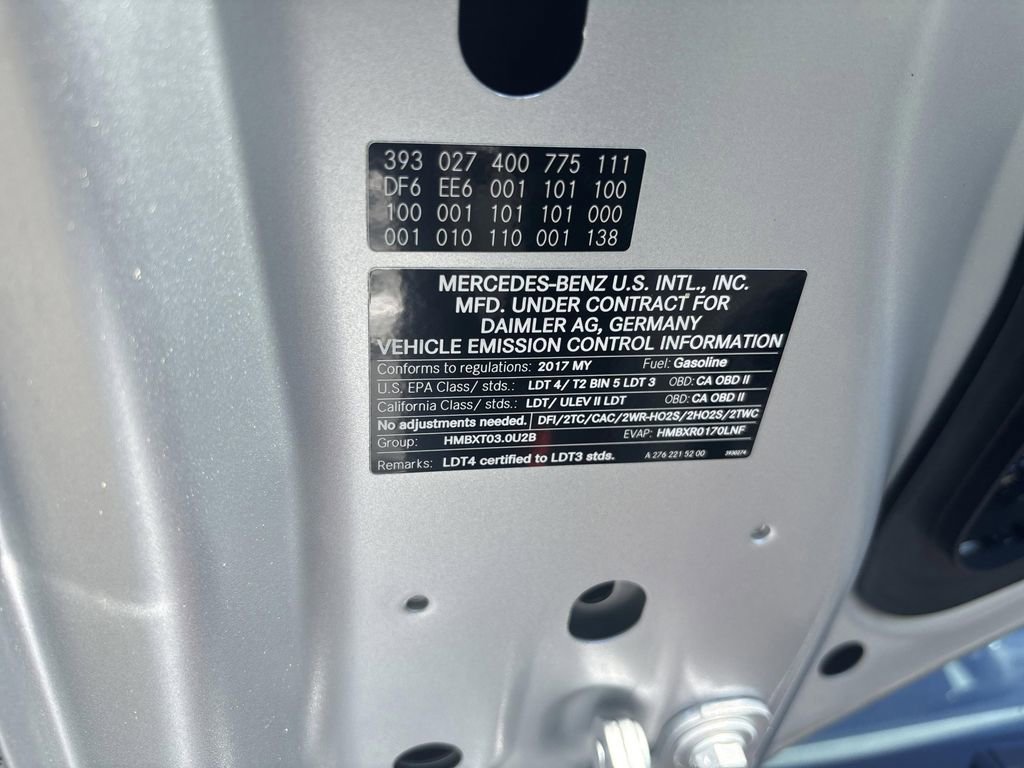 393 027 400 775 111
DF6 EE6 001 101 100
100 001 101 101 000
001 010 110 001 138
MERCEDES-BENZ U.S. INTL., INC.
MFD. UNDER CONTRACT FOR
DAIMLER AG, GERMANY
VEHICLE EMISSION CONTROL INFORMATION
Conforms to regulations: 2017 MY Fuel: Gasoline
U.S. EPA Class/ stds.: LDT 4/ T2 BIN 5 LDT 3 OBD: CA OBD II
California Class/ stds.: LDT/ ULEV II LDT OBD: CA OBD II
No adjustments needed. DFI/2TC/CAC/2WR-HO2S/2HO2S/2TWC
Group: HMBXT03.0U2B EVAP: HMBXR0170LNF
Remarks: LDT4 certified to LDT3 stds. A 276 221 52 00 3930274